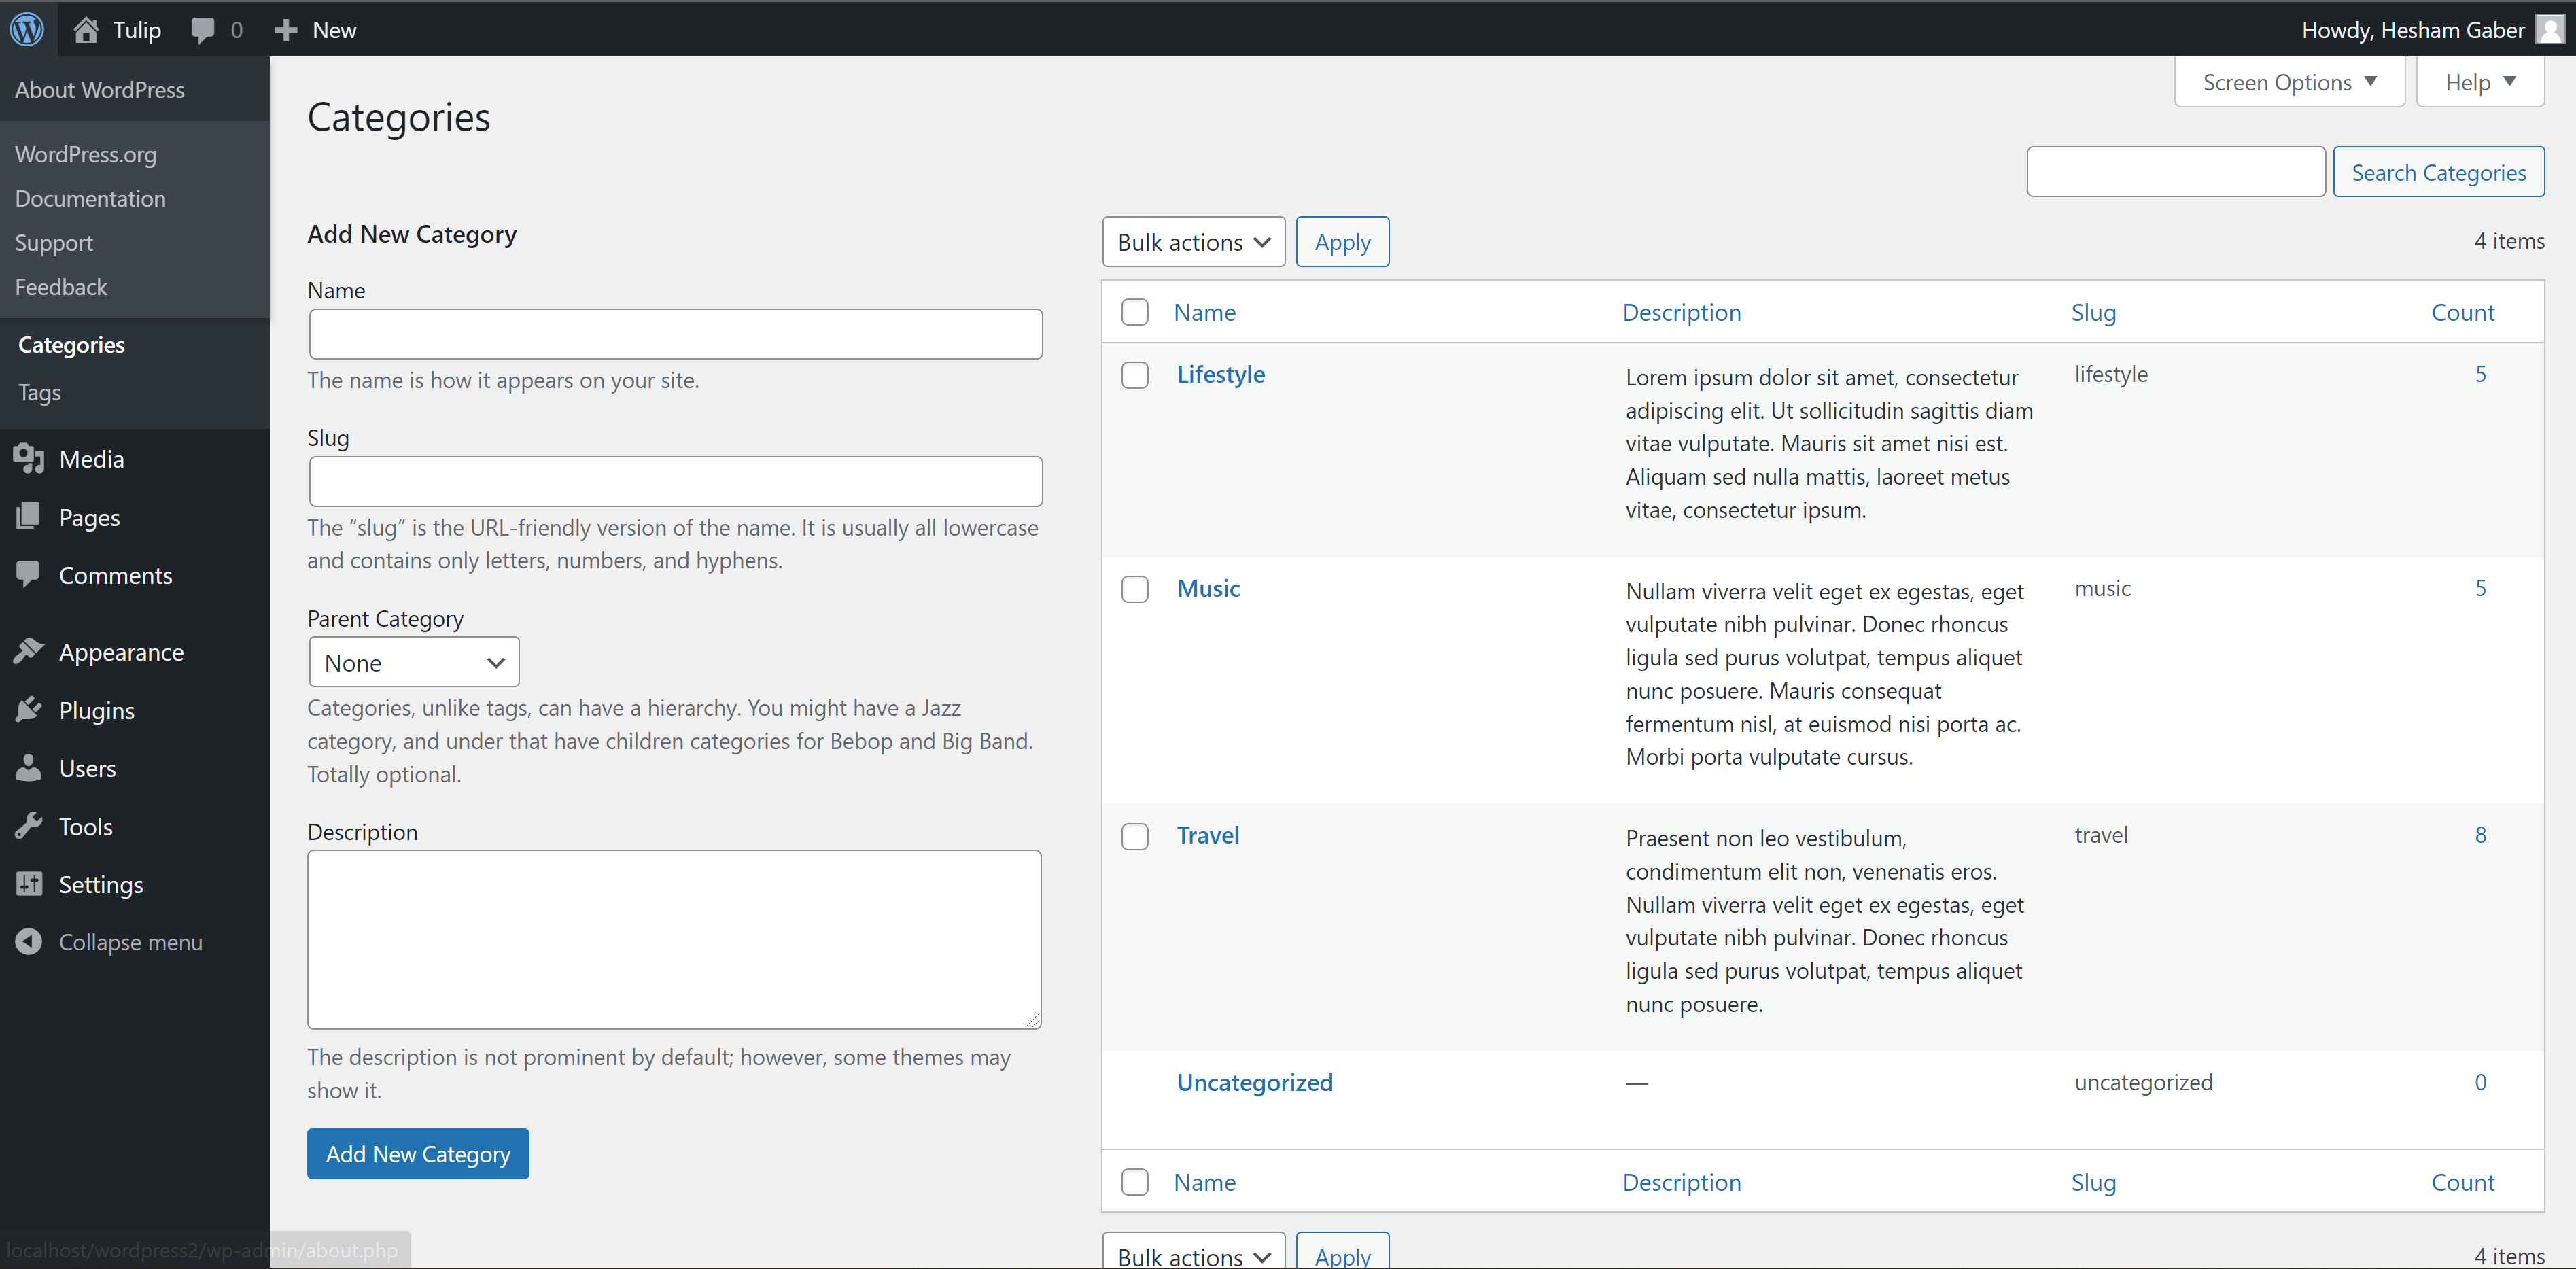 Tulip
0
New
Howdy, Hesham Gaber
About WordPress
WordPress.org
Documentation
Support
Feedback
Categories
Tags
Media
Pages
Comments
Appearance
Plugins
Users
Tools
Settings
Collapse menu
localhost/wordpress2/wp-admin/about.php
Screen Options
Help
Categories
Search Categories
Add New Category
Name
The name is how it appears on your site.
Slug
The “slug” is the URL-friendly version of the name. It is usually all lowercase
and contains only letters, numbers, and hyphens.
Parent Category
None
Categories, unlike tags, can have a hierarchy. You might have a Jazz
category, and under that have children categories for Bebop and Big Band.
Totally optional.
Description
The description is not prominent by default; however, some themes may
show it.
Add New Category
Bulk actions
Apply
4 items
Name Description Slug Count
Lifestyle
Lorem ipsum dolor sit amet, consectetur
adipiscing elit. Ut sollicitudin sagittis diam
vitae vulputate. Mauris sit amet nisi est.
Aliquam sed nulla mattis, laoreet metus
vitae, consectetur ipsum.
lifestyle
5
Music
Nullam viverra velit eget ex egestas, eget
vulputate nibh pulvinar. Donec rhoncus
ligula sed purus volutpat, tempus aliquet
nunc posuere. Mauris consequat
fermentum nisl, at euismod nisi porta ac.
Morbi porta vulputate cursus.
music
5
Travel
Praesent non leo vestibulum,
condimentum elit non, venenatis eros.
Nullam viverra velit eget ex egestas, eget
vulputate nibh pulvinar. Donec rhoncus
ligula sed purus volutpat, tempus aliquet
nunc posuere.
travel
8
Uncategorized
—
uncategorized
0
Name Description Slug Count
Bulk actions
Apply
4 items